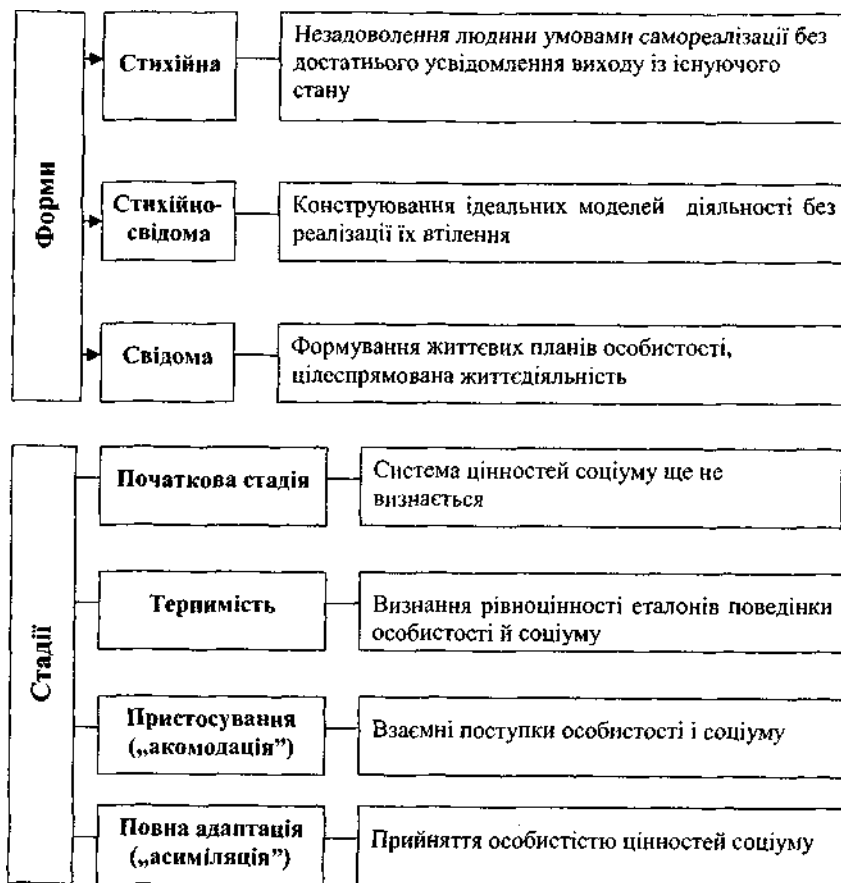 Форми
Стихійна
Незадоволення людини умовами самореалізації без
достатнього усвідомлення виходу із існуючого
стану
Стихійно-
свідома
Конструювання ідеальних моделей діяльності без
реалізації їх втілення
Свідома
Формування життєвих планів особистості,
цілеспрямована життєдіяльність
Стадії
Початкова стадія
Система цінностей соціуму ще не
визнається
Терпимість
Визнання рівноцінності еталонів поведінки
особистості й соціуму
Пристосування
(„акомодація”)
Взаємні поступки особистості і соціуму
Повна адаптація
(„асиміляція”)
Прийняття особистістю цінностей соціуму